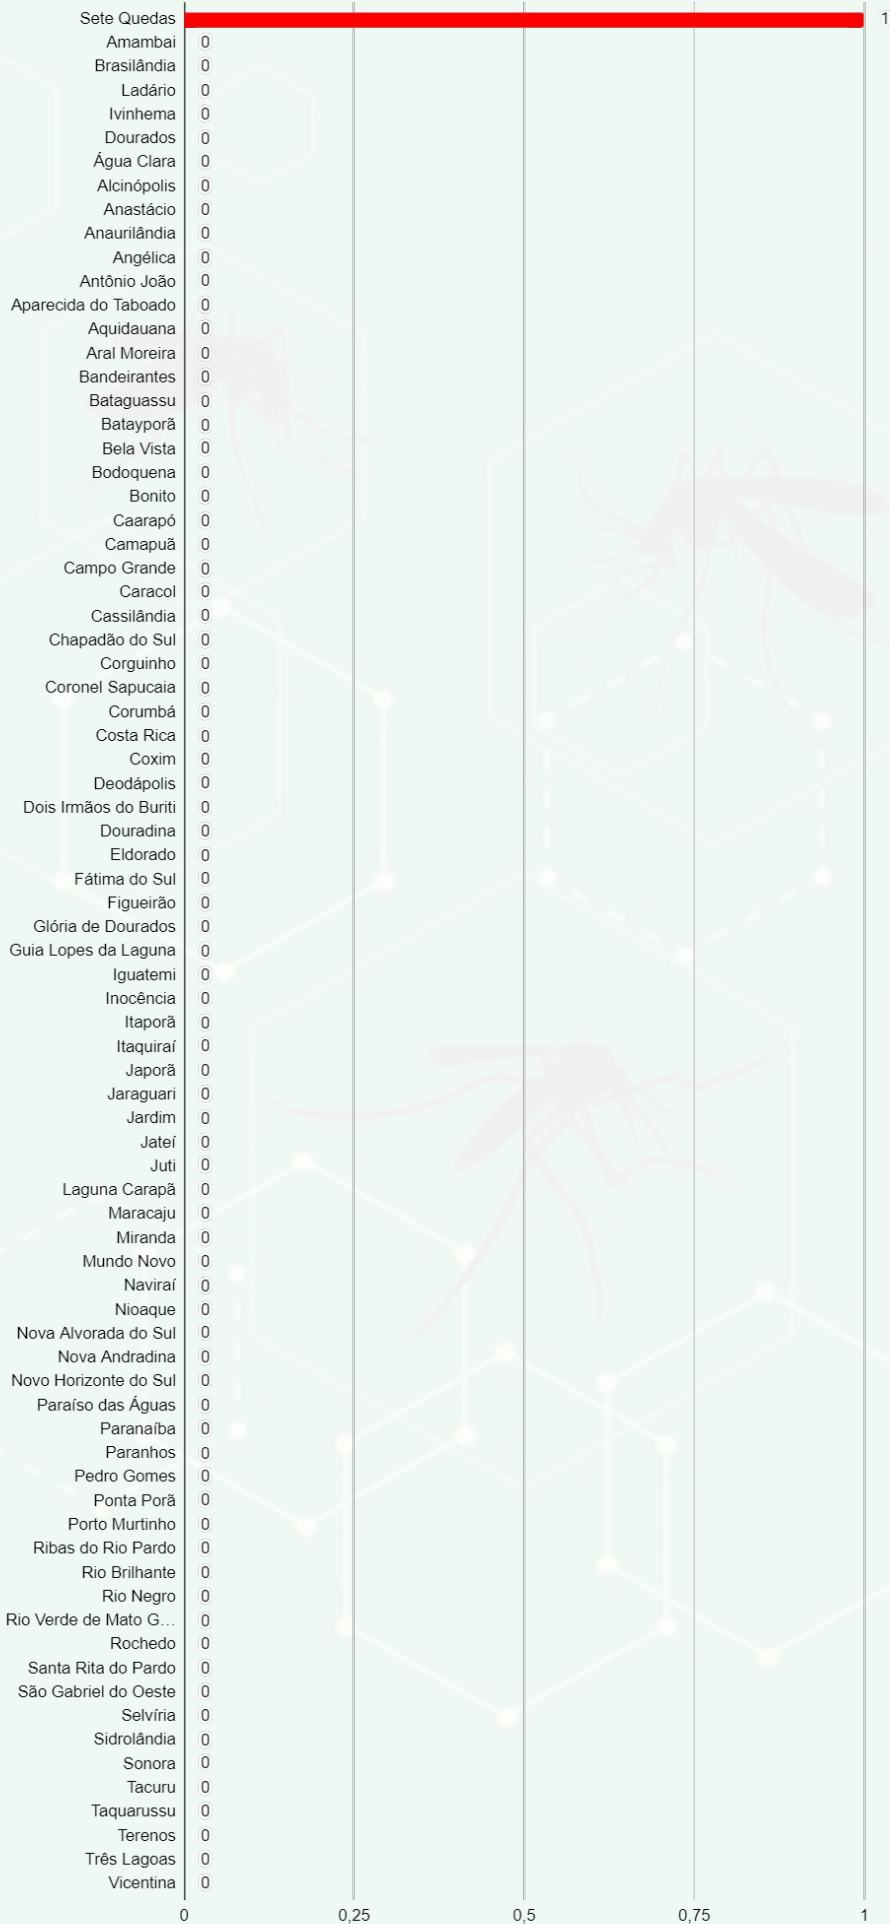 Sete Quedas 1
Amambai 0
Brasilândia 0
Ladário 0
Ivinhema 0
Dourados 0
Água Clara 0
Alcinópolis 0
Anastácio 0
Anaurilândia 0
Angélica 0
Antônio João 0
Aparecida do Taboado 0
Aquidauana 0
Aral Moreira 0
Bandeirantes 0
Bataguassu 0
Batayporã 0
Bela Vista 0
Bodoquena 0
Bonito 0
Caarapó 0
Camapuã 0
Campo Grande 0
Caracol 0
Cassilândia 0
Chapadão do Sul 0
Corguinho 0
Coronel Sapucaia 0
Corumbá 0
Costa Rica 0
Coxim 0
Deodápolis 0
Dois Irmãos do Buriti 0
Douradina 0
Eldorado 0
Fátima do Sul 0
Figueirão 0
Glória de Dourados 0
Guia Lopes da Laguna 0
Iguatemi 0
Inocência 0
Itaporã 0
Itaquiraí 0
Japorã 0
Jaraguari 0
Jardim 0
Jateí 0
Juti 0
Laguna Carapã 0
Maracaju 0
Miranda 0
Mundo Novo 0
Naviraí 0
Nioaque 0
Nova Alvorada do Sul 0
Nova Andradina 0
Novo Horizonte do Sul 0
Paraíso das Águas 0
Paranaíba 0
Paranhos 0
Pedro Gomes 0
Ponta Porã 0
Porto Murtinho 0
Ribas do Rio Pardo 0
Rio Brilhante 0
Rio Negro 0
Rio Verde de Mato G… 0
Rochedo 0
Santa Rita do Pardo 0
São Gabriel do Oeste 0
Selvíria 0
Sidrolândia 0
Sonora 0
Tacuru 0
Taquarussu 0
Terenos 0
Três Lagoas 0
Vicentina 0
0 0,25 0,5 0,75 1